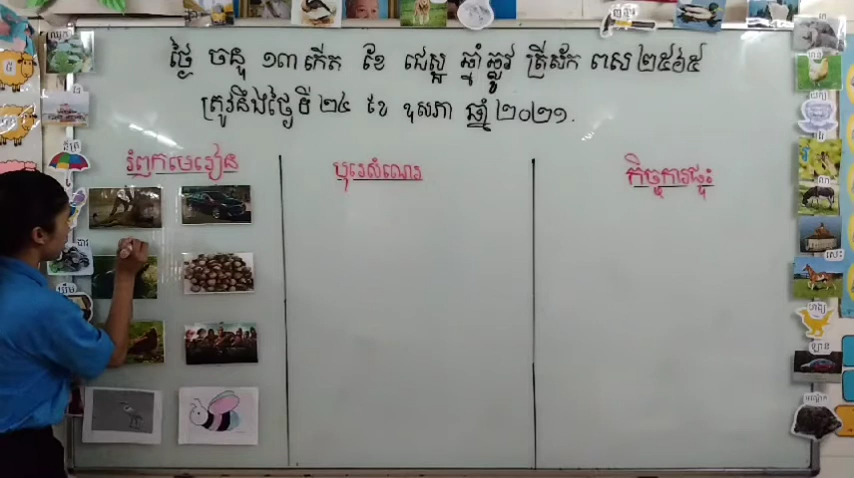 ថ្ងៃ ចន្ទ ១៣កើត ខែ ជេស្ឋ ឆ្នាំឆ្លូវ ត្រីស័ក ពស ២៥៦៥
ត្រូវនឹងថ្ងៃទី ២៤ ខែ ឧសភា ឆ្នាំ ២០២១.
រំឭកមេរៀន
បុរេសំណេរ
កិច្ចការផ្ទះ
សេះ
ឡាន